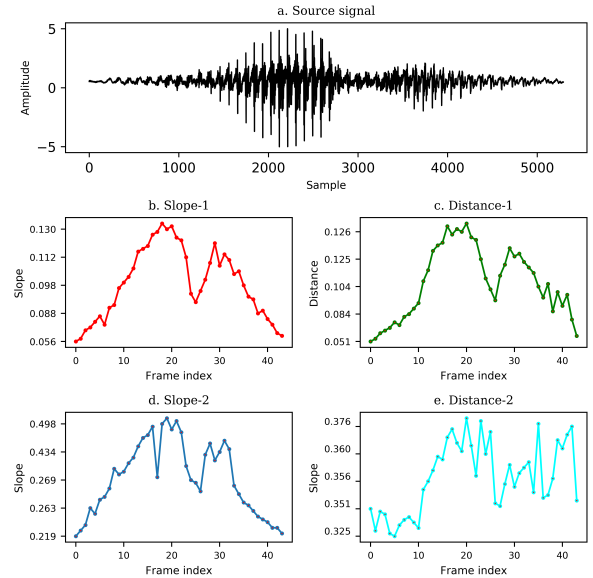 a. Source signal
Amplitude
5
0
−5
0 1000 2000 3000 4000 5000
Sample
b. Slope-1
Slope
0.130
0.112
0.098
0.088
0.056
0 10 20 30 40
Frame index
c. Distance-1
Distance
0.126
0.125
0.104
0.084
0.051
0 10 20 30 40
Frame index
d. Slope-2
Slope
0.498
0.434
0.269
0.263
0.219
0 10 20 30 40
Frame index
e. Distance-2
Slope
0.376
0.360
0.356
0.351
0.325
0 10 20 30 40
Frame index